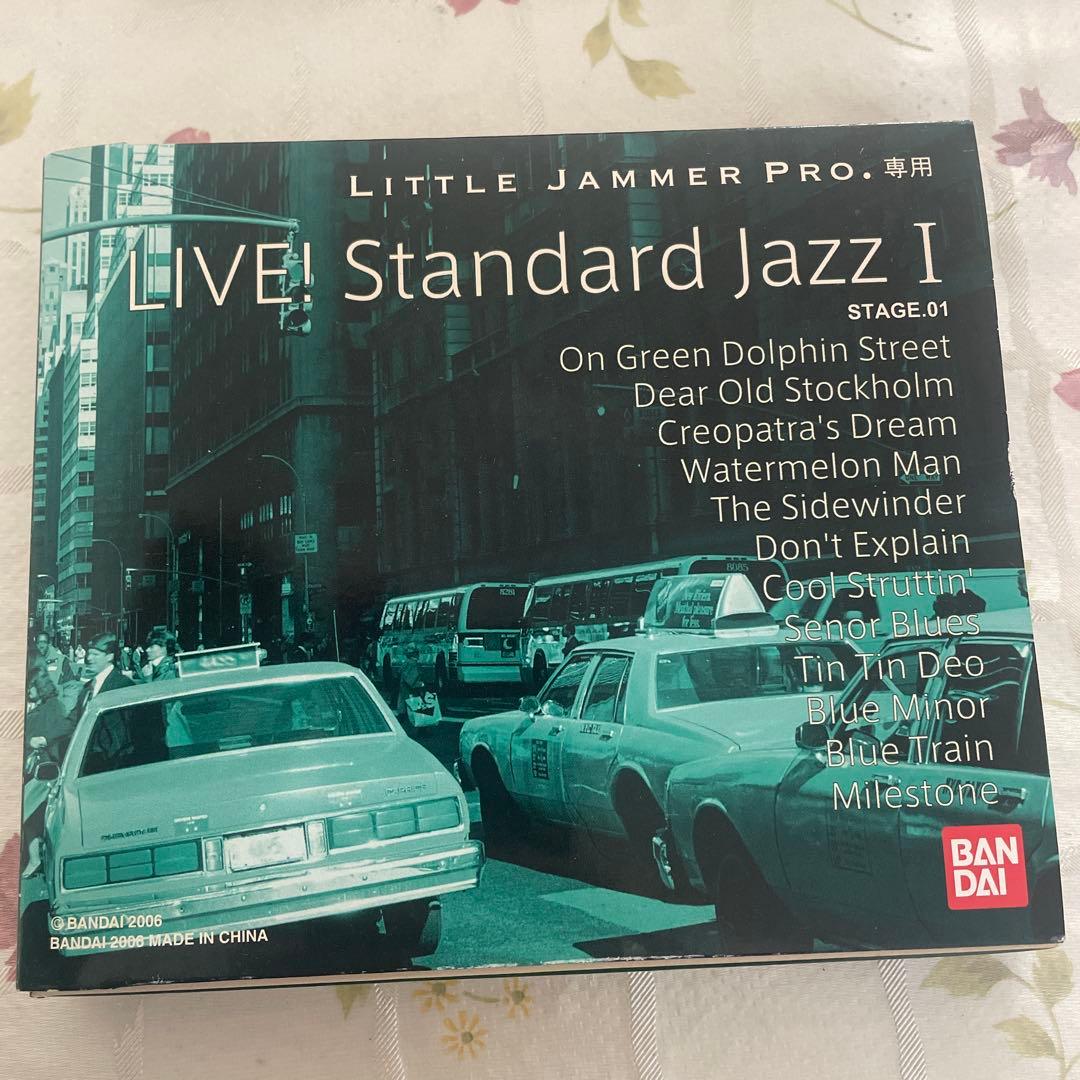 LITTLE JAMMER PRO. 専用
LIVE! Standard Jazz I
STAGE.01
On Green Dolphin Street
Dear Old Stockholm
Creopatra's Dream
Watermelon Man
The Sidewinder
Don't Explain
Cool Struttin'
Senor Blues
Tin Tin Deo
Blue Minor
Blue Train
Milestone
BAN
DAI
8085
© BANDAI 2006
BANDAI 2006 MADE IN CHINA